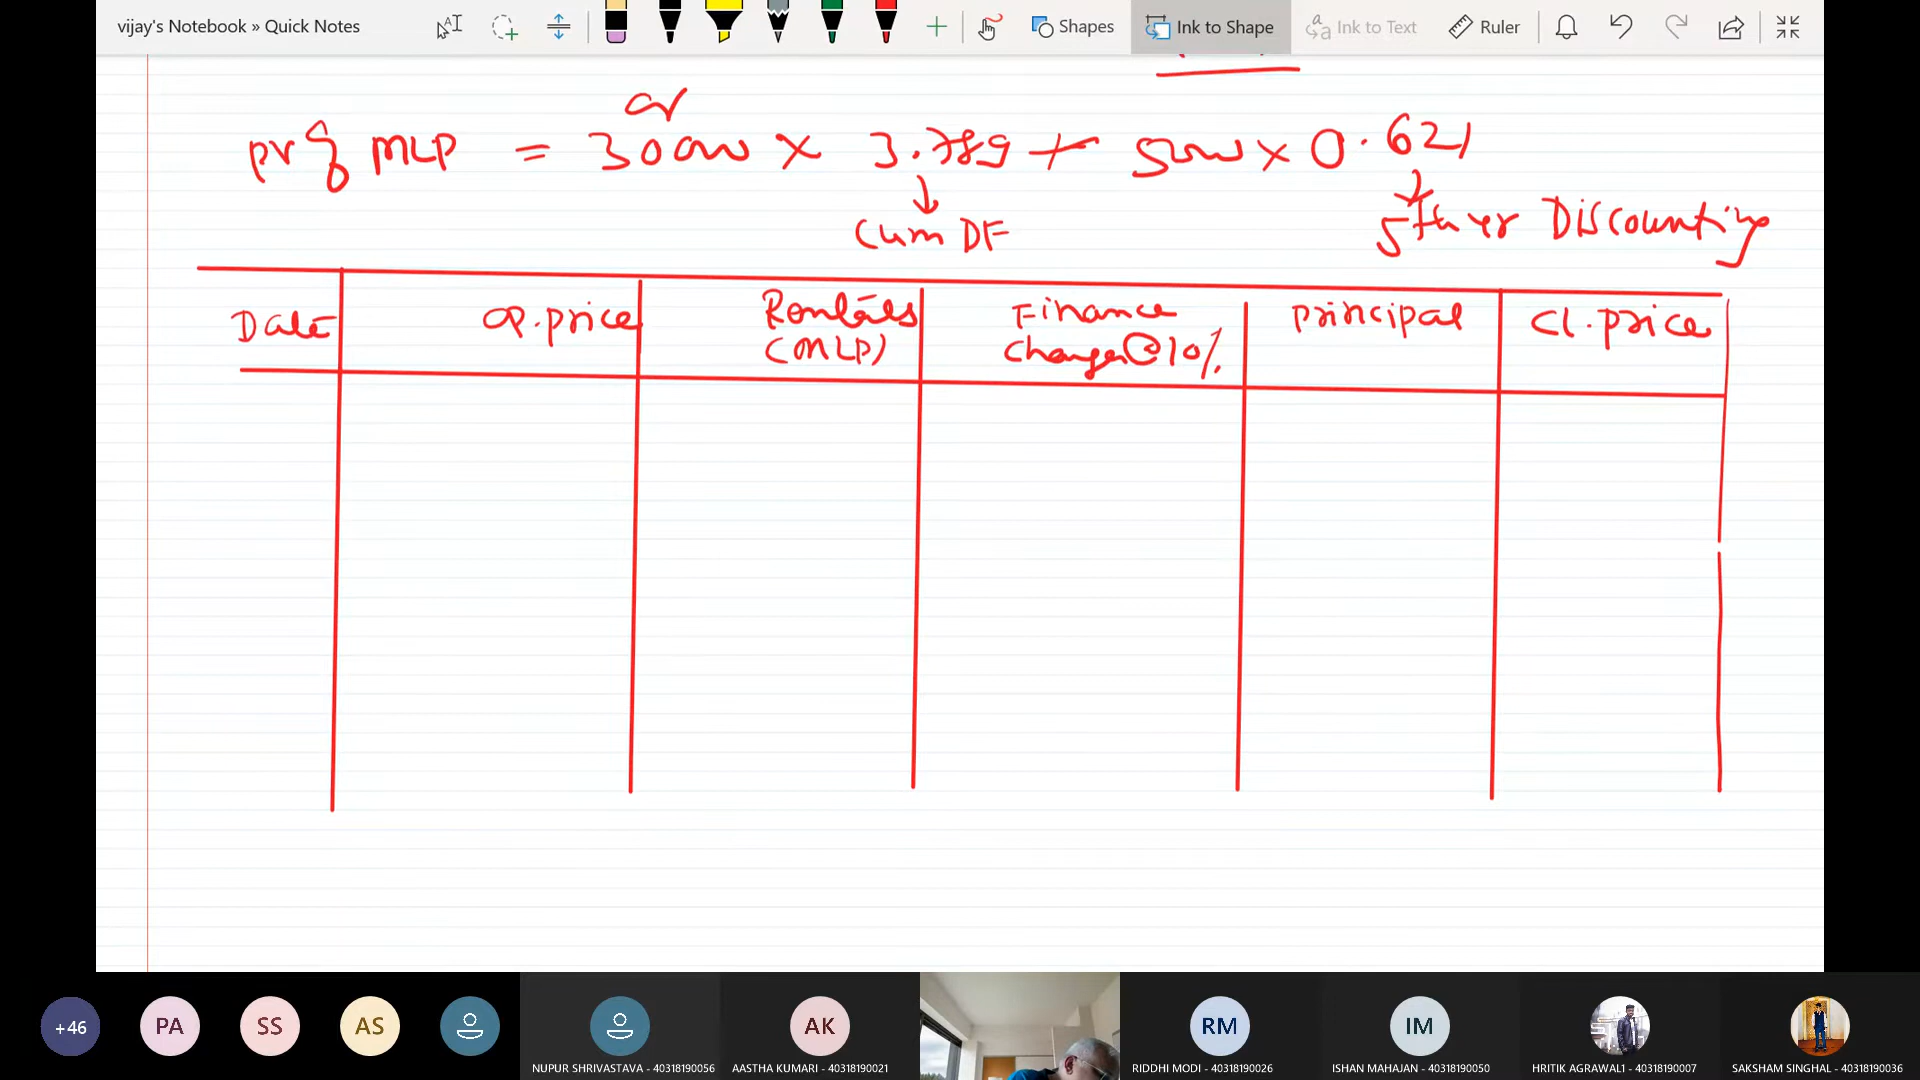 vijay's Notebook » Quick Notes
Shapes
Ink to Shape
Ink to Text
Ruler
or
pv of MLP = 30000 × 3.789 + 5000 × 0.621
Cum DF
5th yr Discounting
Date
op.price
Rentals (MLP)
Finance Charges @ 10%
principal
Cl.price
+46
PA
SS
AS
AK
RM
IM
NUPUR SHRIVASTAVA - 40318190056
AASTHA KUMARI - 40318190021
RIDDHI MODI - 40318190026
ISHAN MAHAJAN - 40318190050
HRITIK AGRAWAL1 - 40318190007
SAKSHAM SINGHAL - 40318190036